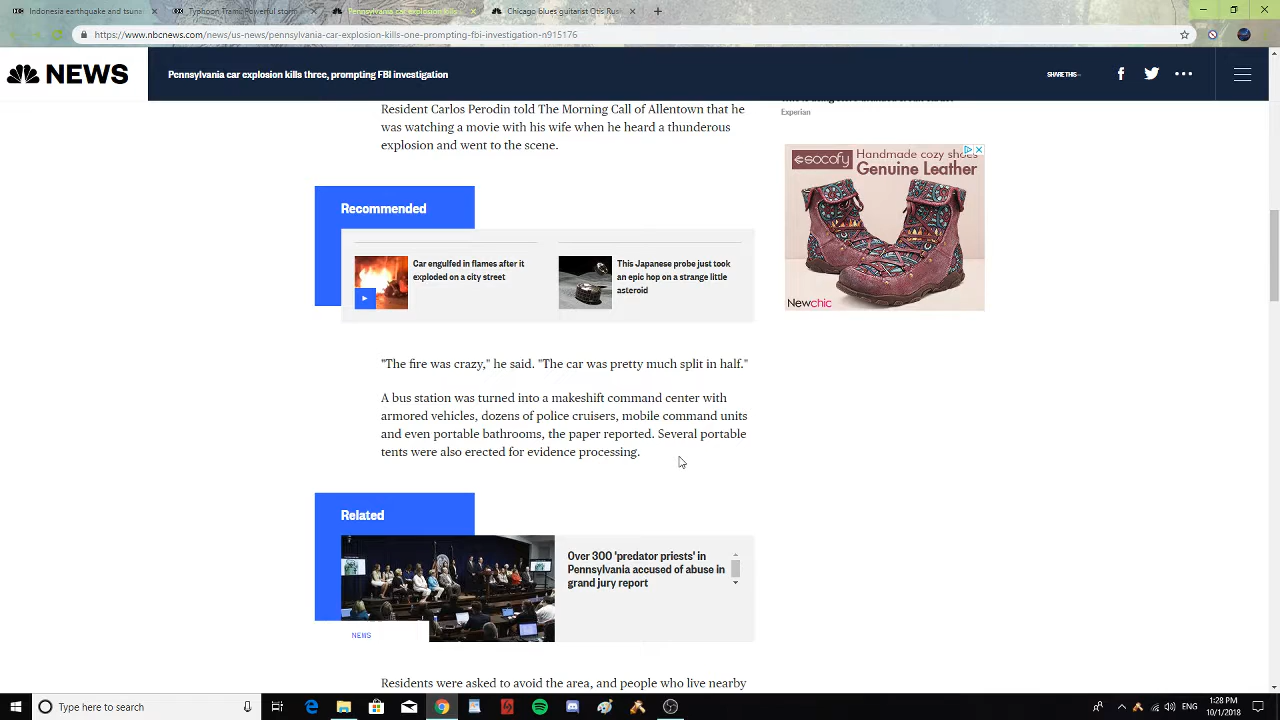 Indonesia earthquake and tsuna
Typhoon Trami: Powerful storm
Pennsylvania car explosion kills
Chicago blues guitarist Otis Rus
https://www.nbcnews.com/news/us-news/pennsylvania-car-explosion-kills-one-prompting-fbi-investigation-n915176
NEWS
Pennsylvania car explosion kills three, prompting FBI investigation
SHARE THIS
Resident Carlos Perodin told The Morning Call of Allentown that he
was watching a movie with his wife when he heard a thunderous
explosion and went to the scene.
Experian
socofy
Handmade cozy shoes
Genuine Leather
Newchic
Recommended
Car engulfed in flames after it
exploded on a city street
This Japanese probe just took
an epic hop on a strange little
asteroid
"The fire was crazy," he said. "The car was pretty much split in half."
A bus station was turned into a makeshift command center with
armored vehicles, dozens of police cruisers, mobile command units
and even portable bathrooms, the paper reported. Several portable
tents were also erected for evidence processing.
Related
Over 300 'predator priests' in
Pennsylvania accused of abuse in
grand jury report
NEWS
Residents were asked to avoid the area, and people who live nearby
Type here to search
ENG
1:28 PM
10/1/2018